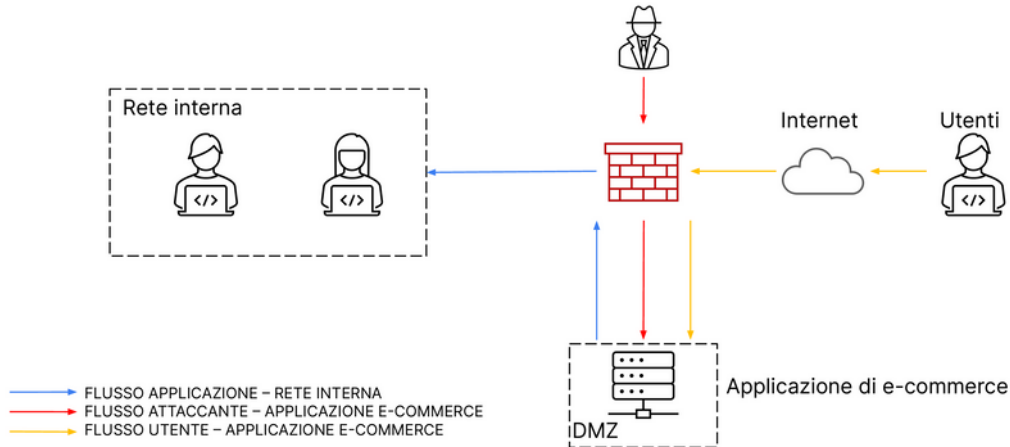 Rete interna
Internet
Utenti
</>
</>
Applicazione di e-commerce
DMZ
FLUSSO APPLICAZIONE – RETE INTERNA
FLUSSO ATTACCANTE – APPLICAZIONE E-COMMERCE
FLUSSO UTENTE – APPLICAZIONE E-COMMERCE